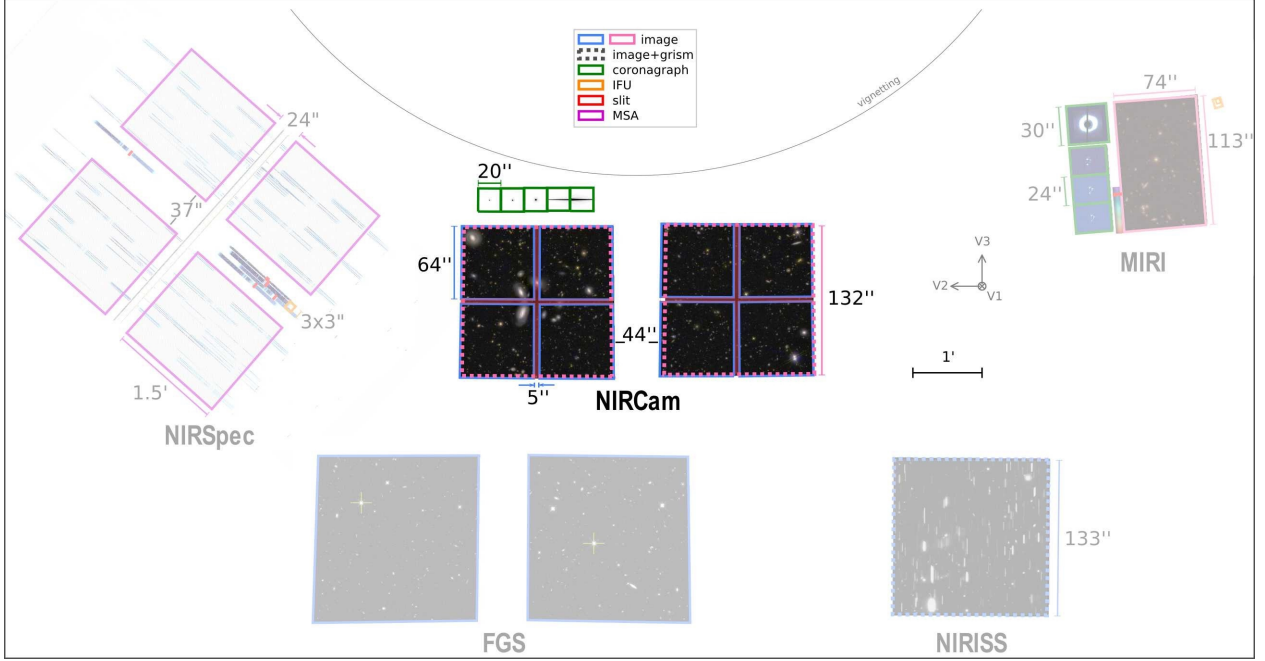 image
image+grism
coronagraph
IFU
slit
MSA
vignetting
24"
37"
3x3"
1.5'
NIRSpec
20''
64''
44''
132''
5''
NIRCam
V3
V2
V1
1'
74''
30''
113''
24''
MIRI
FGS
133''
NIRISS